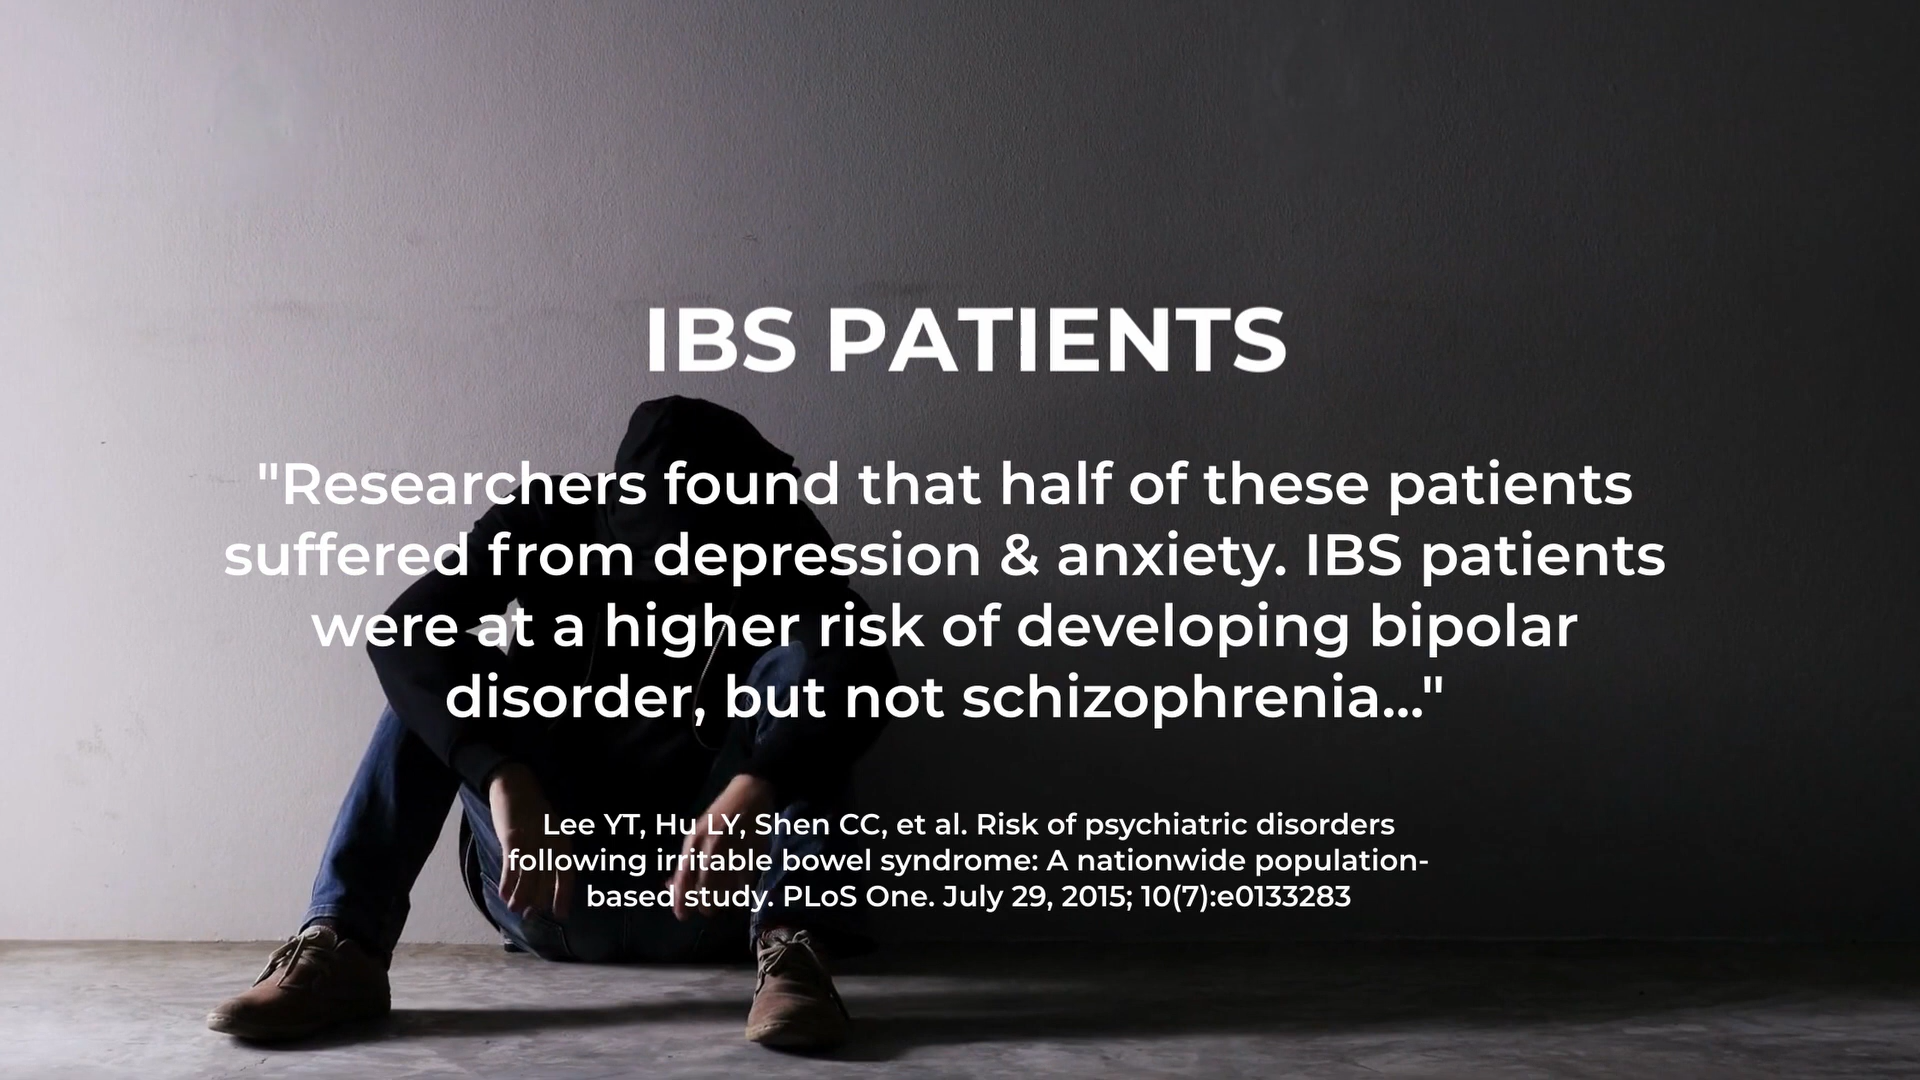 IBS PATIENTS
"Researchers found that half of these patients
suffered from depression & anxiety. IBS patients
were at a higher risk of developing bipolar
disorder, but not schizophrenia..."
Lee YT, Hu LY, Shen CC, et al. Risk of psychiatric disorders
following irritable bowel syndrome: A nationwide population-
based study. PLoS One. July 29, 2015; 10(7):e0133283